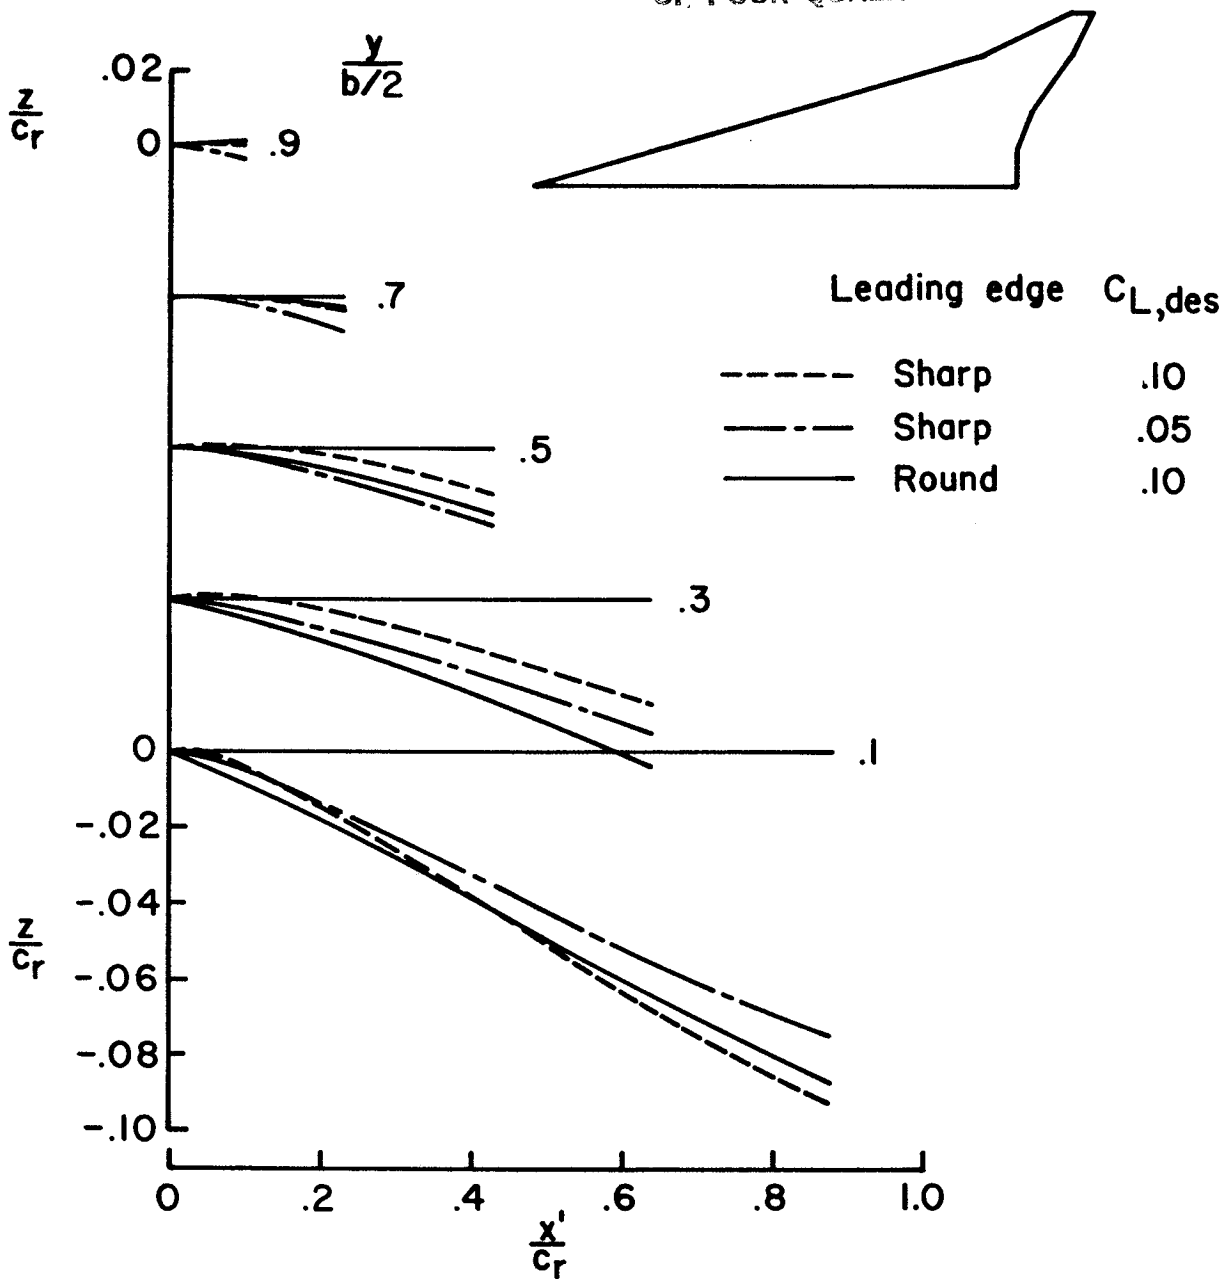 y
b/2
.02
z
c_r
0
.9
.7
Leading edge C_L,des
Sharp .10
Sharp .05
Round .10
.5
.3
0
.1
-.02
-.04
z
c_r
-.06
-.08
-.10
0 .2 .4 .6 .8 1.0
x'
c_r